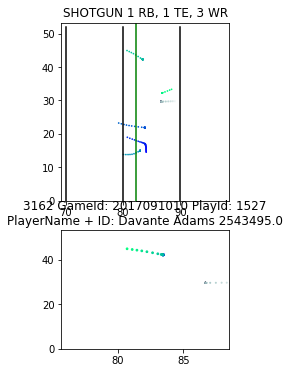 SHOTGUN 1 RB, 1 TE, 3 WR
50
40
30
20
10
0
70 80 90
3162 GameId: 2017091010 PlayId: 1527
PlayerName + ID: Davante Adams 2543495.0
40
20
0
80 85